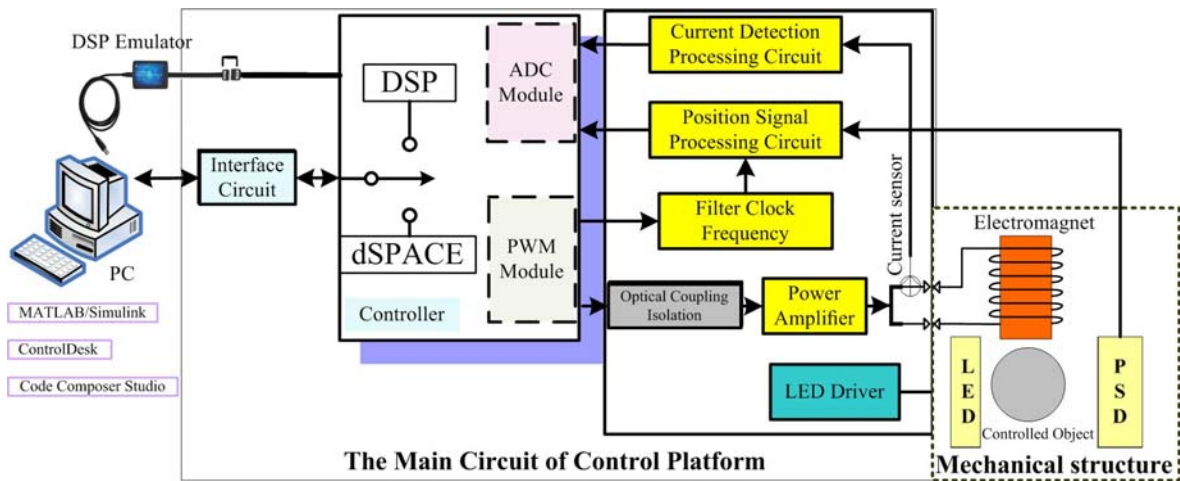 DSP Emulator
PC
MATLAB/Simulink
ControlDesk
Code Composer Studio
Interface
Circuit
DSP
dSPACE
Controller
ADC
Module
PWM
Module
Current Detection
Processing Circuit
Position Signal
Processing Circuit
Filter Clock
Frequency
Optical Coupling
Isolation
Power
Amplifier
LED Driver
Current sensor
Electromagnet
LED
PSD
Controlled Object
The Main Circuit of Control Platform
Mechanical structure